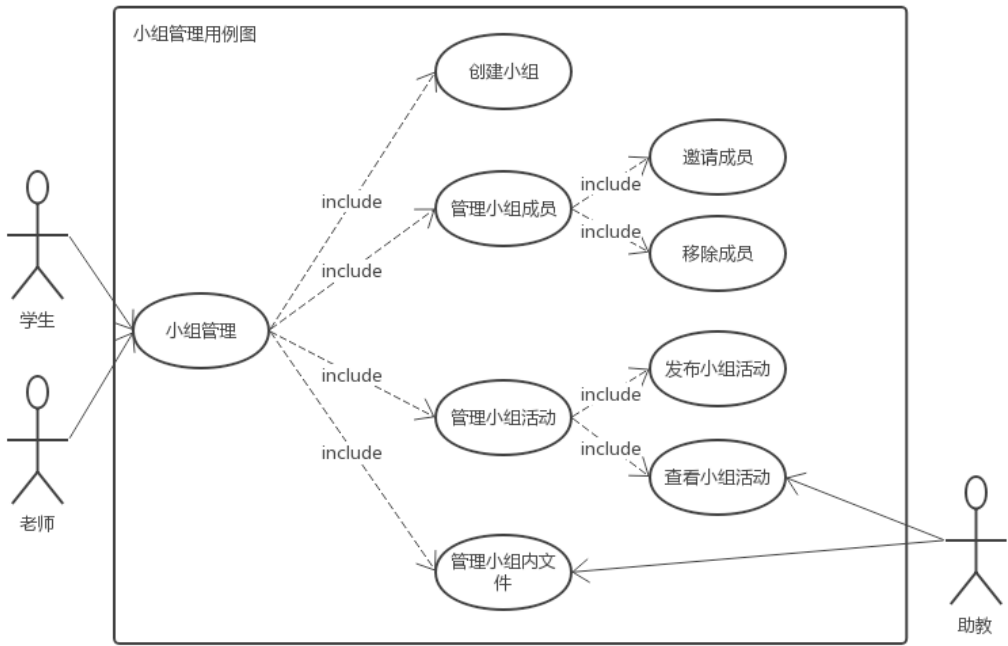 小组管理用例图
创建小组
邀请成员
include
管理小组成员
include
include
移除成员
include
学生
小组管理
发布小组活动
include
include
管理小组活动
include
查看小组活动
include
老师
管理小组内文
件
助教